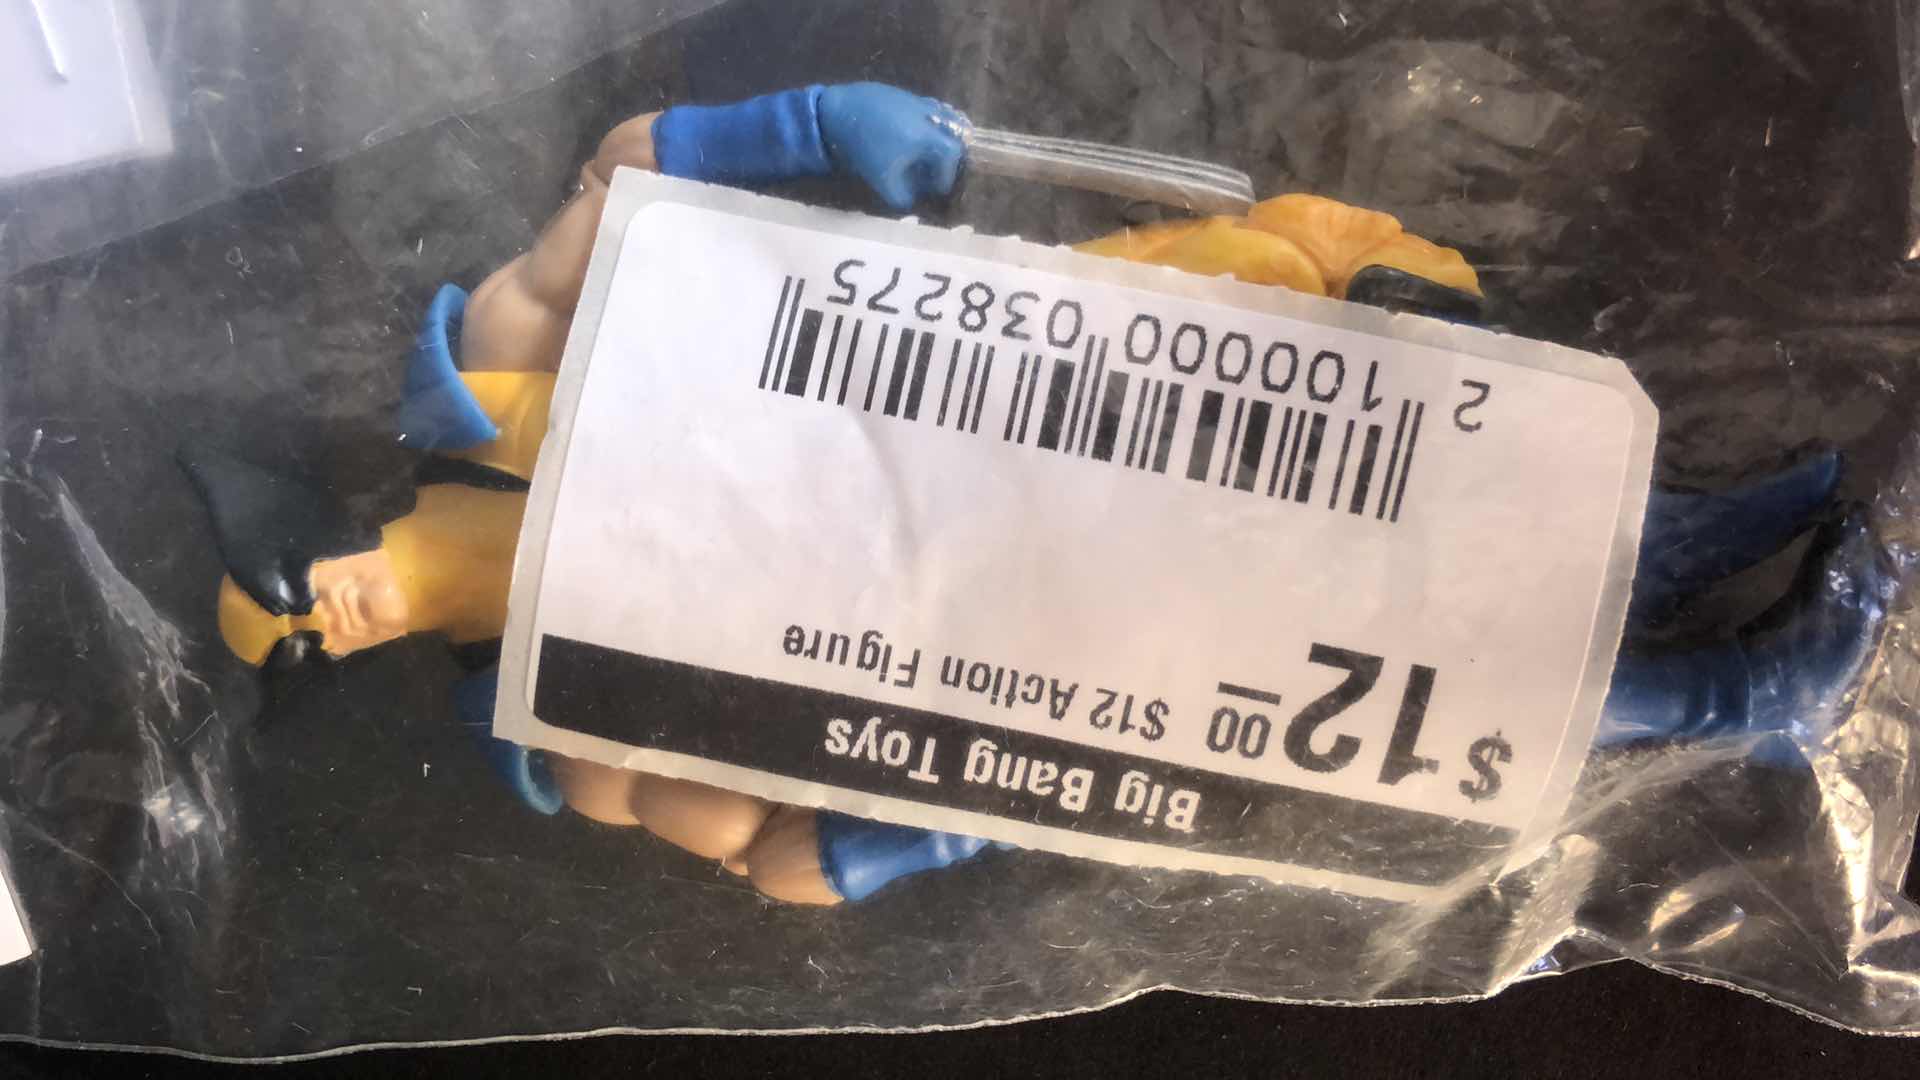 Big Bang Toys
$12 00 $12 Action Figure
2 100000 038275